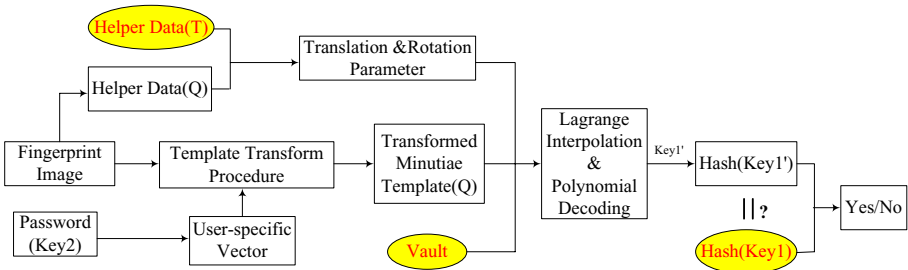 Helper Data(T)
Translation &Rotation
Parameter
Helper Data(Q)
Fingerprint
Image
Template Transform
Procedure
Transformed
Minutiae
Template(Q)
Lagrange
Interpolation
&
Polynomial
Decoding
Key1'
Hash(Key1')
||?
Yes/No
Password
(Key2)
User-specific
Vector
Vault
Hash(Key1)